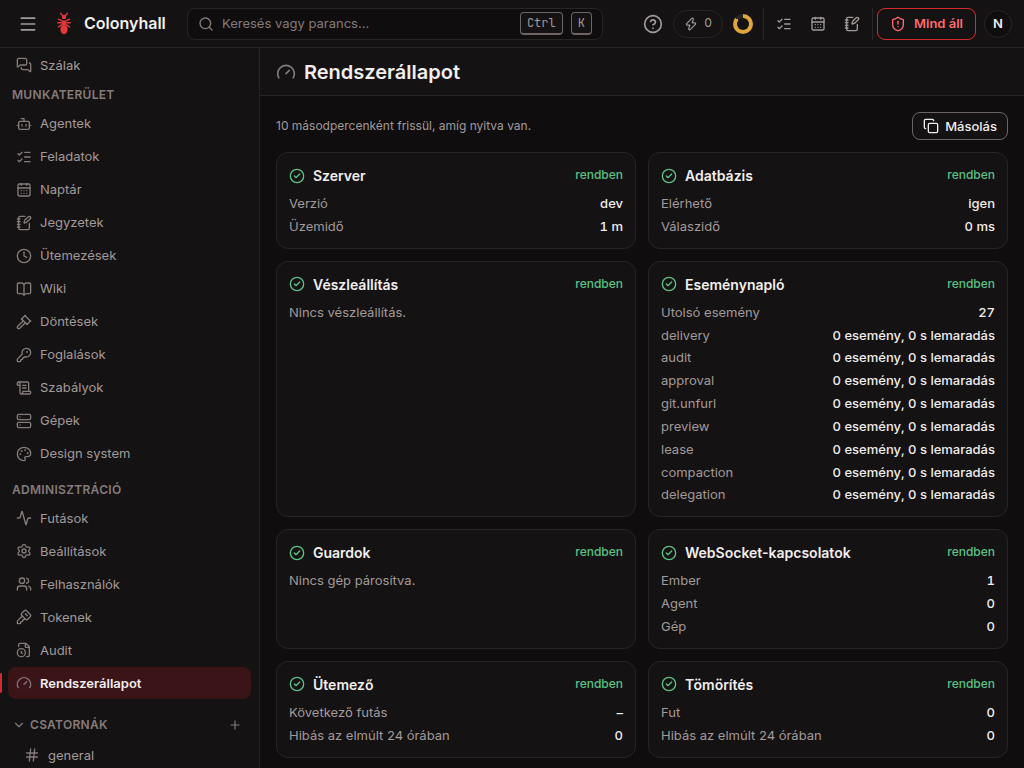 Colonyhall
Keresés vagy parancs...
Ctrl
K
0
Mind áll
N
Szálak
MUNKATERÜLET
Agentek
Feladatok
Naptár
Jegyzetek
Ütemezések
Wiki
Döntések
Foglalások
Szabályok
Gépek
Design system
ADMINISZTRÁCIÓ
Futások
Beállítások
Felhasználók
Tokenek
Audit
Rendszerállapot
CSATORNÁK
general
Rendszerállapot
10 másodpercenként frissül, amíg nyitva van.
Másolás
Szerver rendben
Verzió dev
Üzemidő 1 m
Adatbázis rendben
Elérhető igen
Válaszidő 0 ms
Vészleállítás rendben
Nincs vészleállítás.
Eseménynapló rendben
Utolsó esemény 27
delivery 0 esemény, 0 s lemaradás
audit 0 esemény, 0 s lemaradás
approval 0 esemény, 0 s lemaradás
git.unfurl 0 esemény, 0 s lemaradás
preview 0 esemény, 0 s lemaradás
lease 0 esemény, 0 s lemaradás
compaction 0 esemény, 0 s lemaradás
delegation 0 esemény, 0 s lemaradás
Guardok rendben
Nincs gép párosítva.
WebSocket-kapcsolatok rendben
Ember 1
Agent 0
Gép 0
Ütemező rendben
Következő futás –
Hibás az elmúlt 24 órában 0
Tömörítés rendben
Fut 0
Hibás az elmúlt 24 órában 0